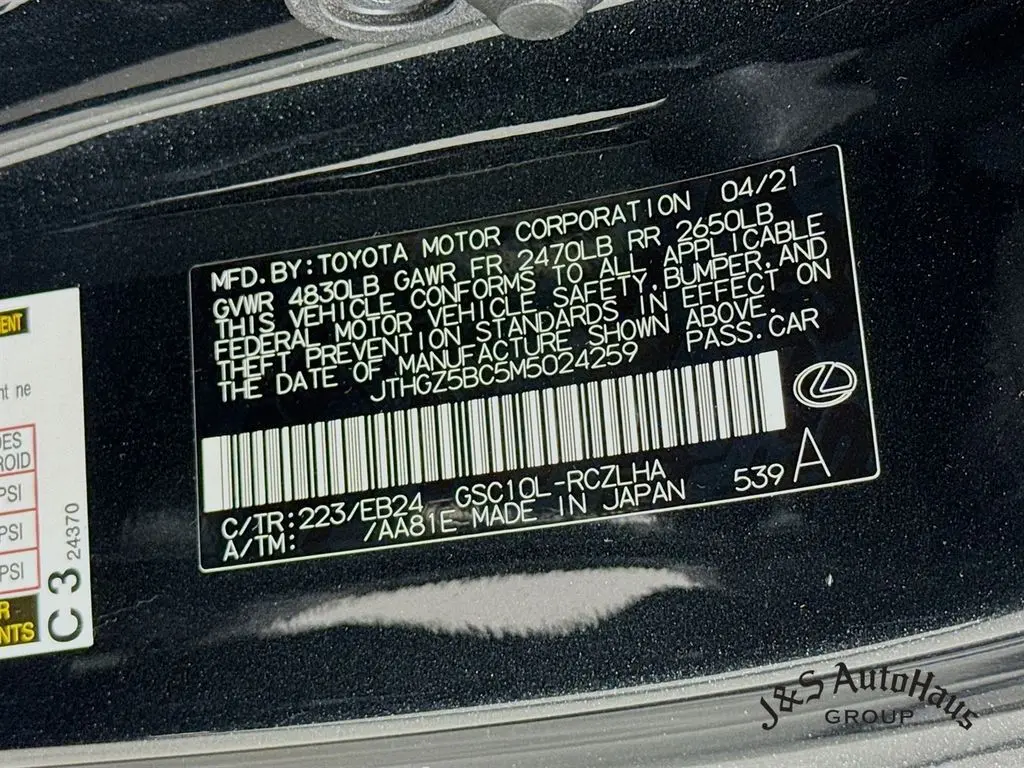 MFD.BY:TOYOTA MOTOR CORPORATION 04/21
GVWR 4830LB GAWR FR 2470LB RR 2650LB
THIS VEHICLE CONFORMS TO ALL APPLICABLE
FEDERAL MOTOR VEHICLE SAFETY,BUMPER,AND
THEFT PREVENTION STANDARDS IN EFFECT ON
THE DATE OF MANUFACTURE SHOWN ABOVE.
JTHGZ5BC5M5024259 PASS.CAR
C/TR:223/EB24 GSC10L-RCZLHA 539 A
A/TM: /AA81E MADE IN JAPAN
PSI
PSI
PSI
C3 24370
J&S AutoHaus
GROUP